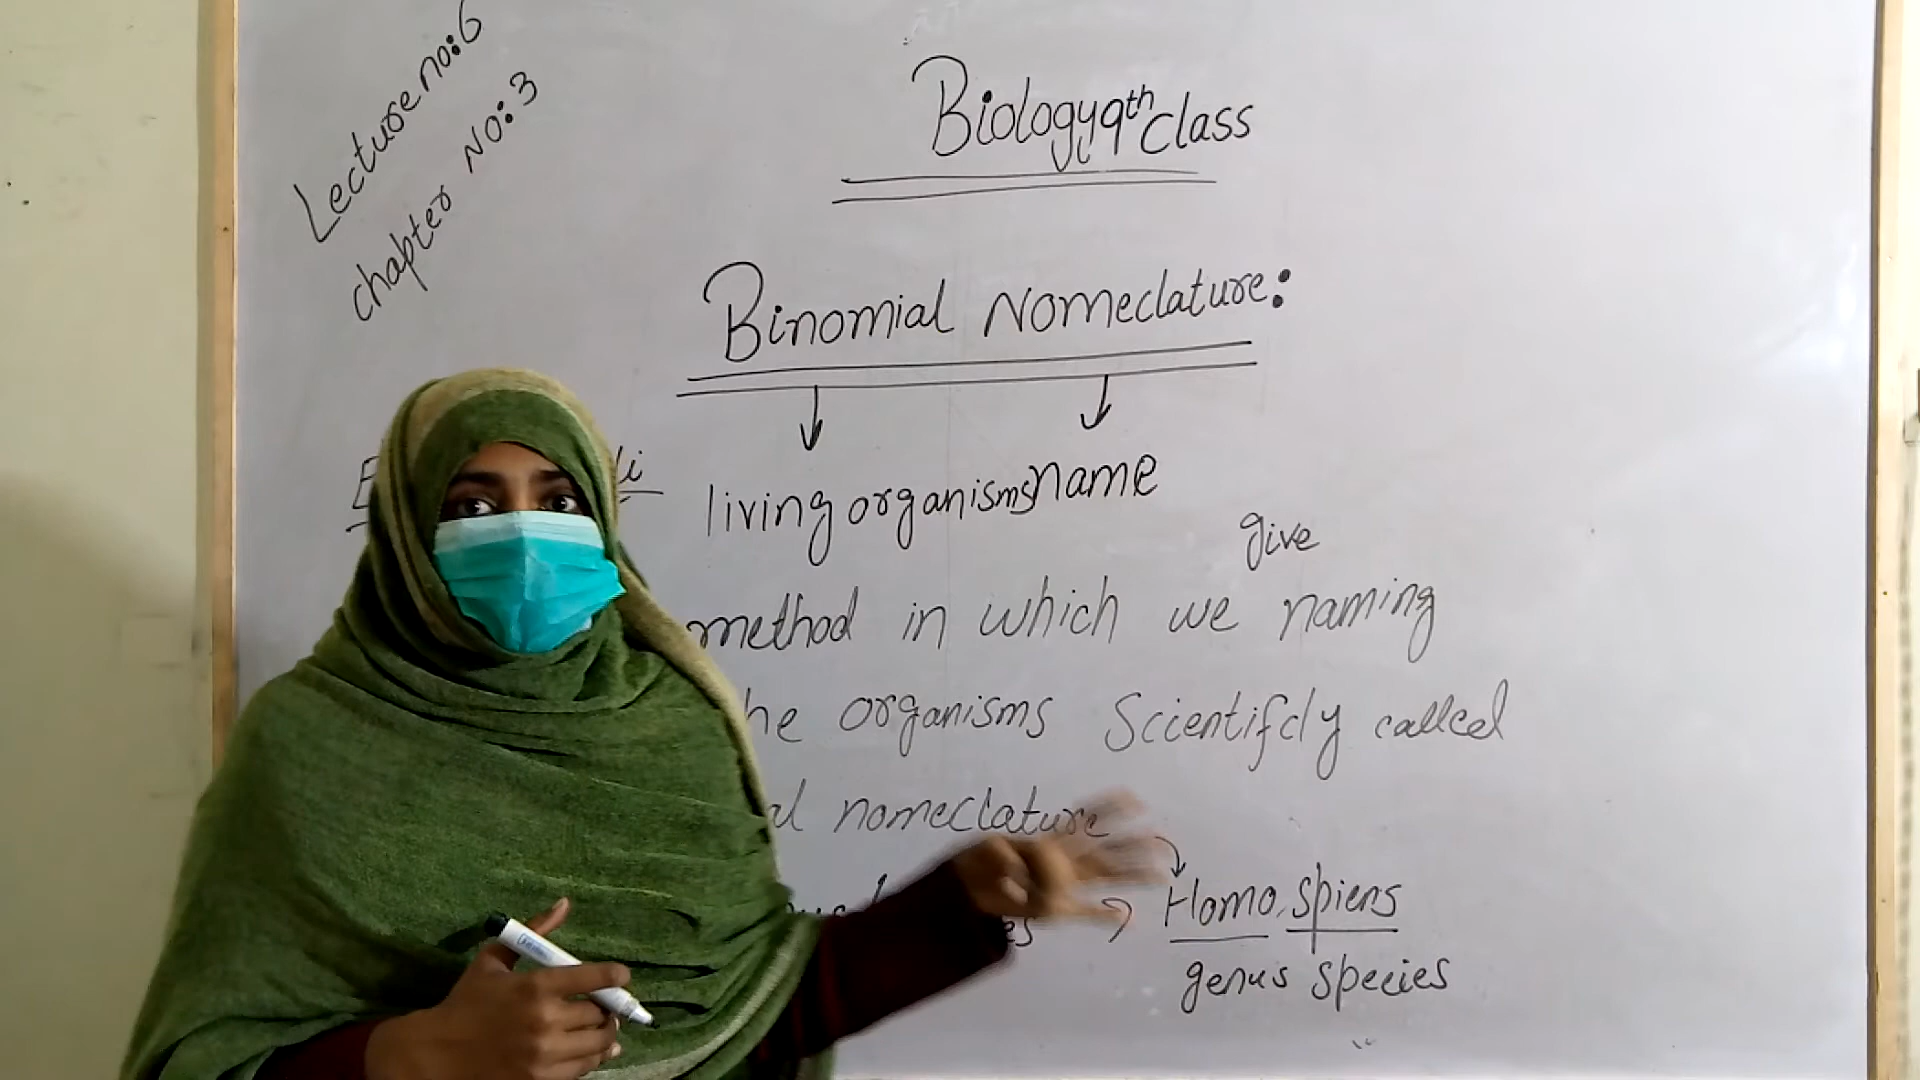 Lecture no:6
chapter No:3
Biology 9th class
Binomial Nomeclature:
living organisms name
give
method in which we naming
he organisms Scientifcly called
al nomeclature
Homo, Spiens
genus Species